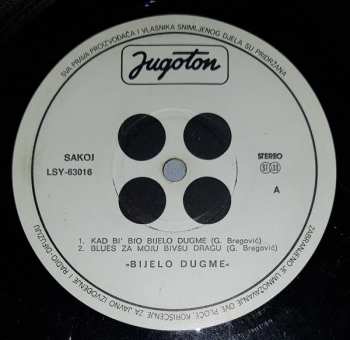 SVA PRAVA PROIZVOĐAČA I VLASNIKA SNIMLJENOG DJELA SU PRIDRŽANA
Jugoton
SAKOJ
LSY-63016
STEREO
A
1. KAD BI' BIO BIJELO DUGME (G. Bregović)
2. BLUES ZA MOJU BIVŠU DRAGU (G. Bregović)
»BIJELO DUGME«
ZABRANJENO JE UMNOŽAVANJE OVE PLOČE, KORIŠĆENJE ZA JAVNO IZVOĐENJE I RADIO-DIFUZIJU